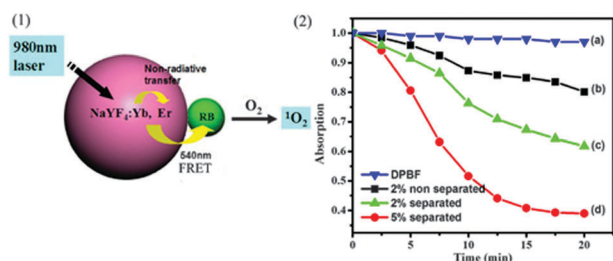 (1)
980nm
laser
Non-radiative
transfer
NaYF₄:Yb, Er
RB
O₂
¹O₂
540nm
FRET
(2)
Absorption
1.0
0.9
0.8
0.7
0.6
0.5
0.4
(a)
(b)
(c)
(d)
DPBF
2% non separated
2% separated
5% separated
0
5
10
15
20
Time (min)